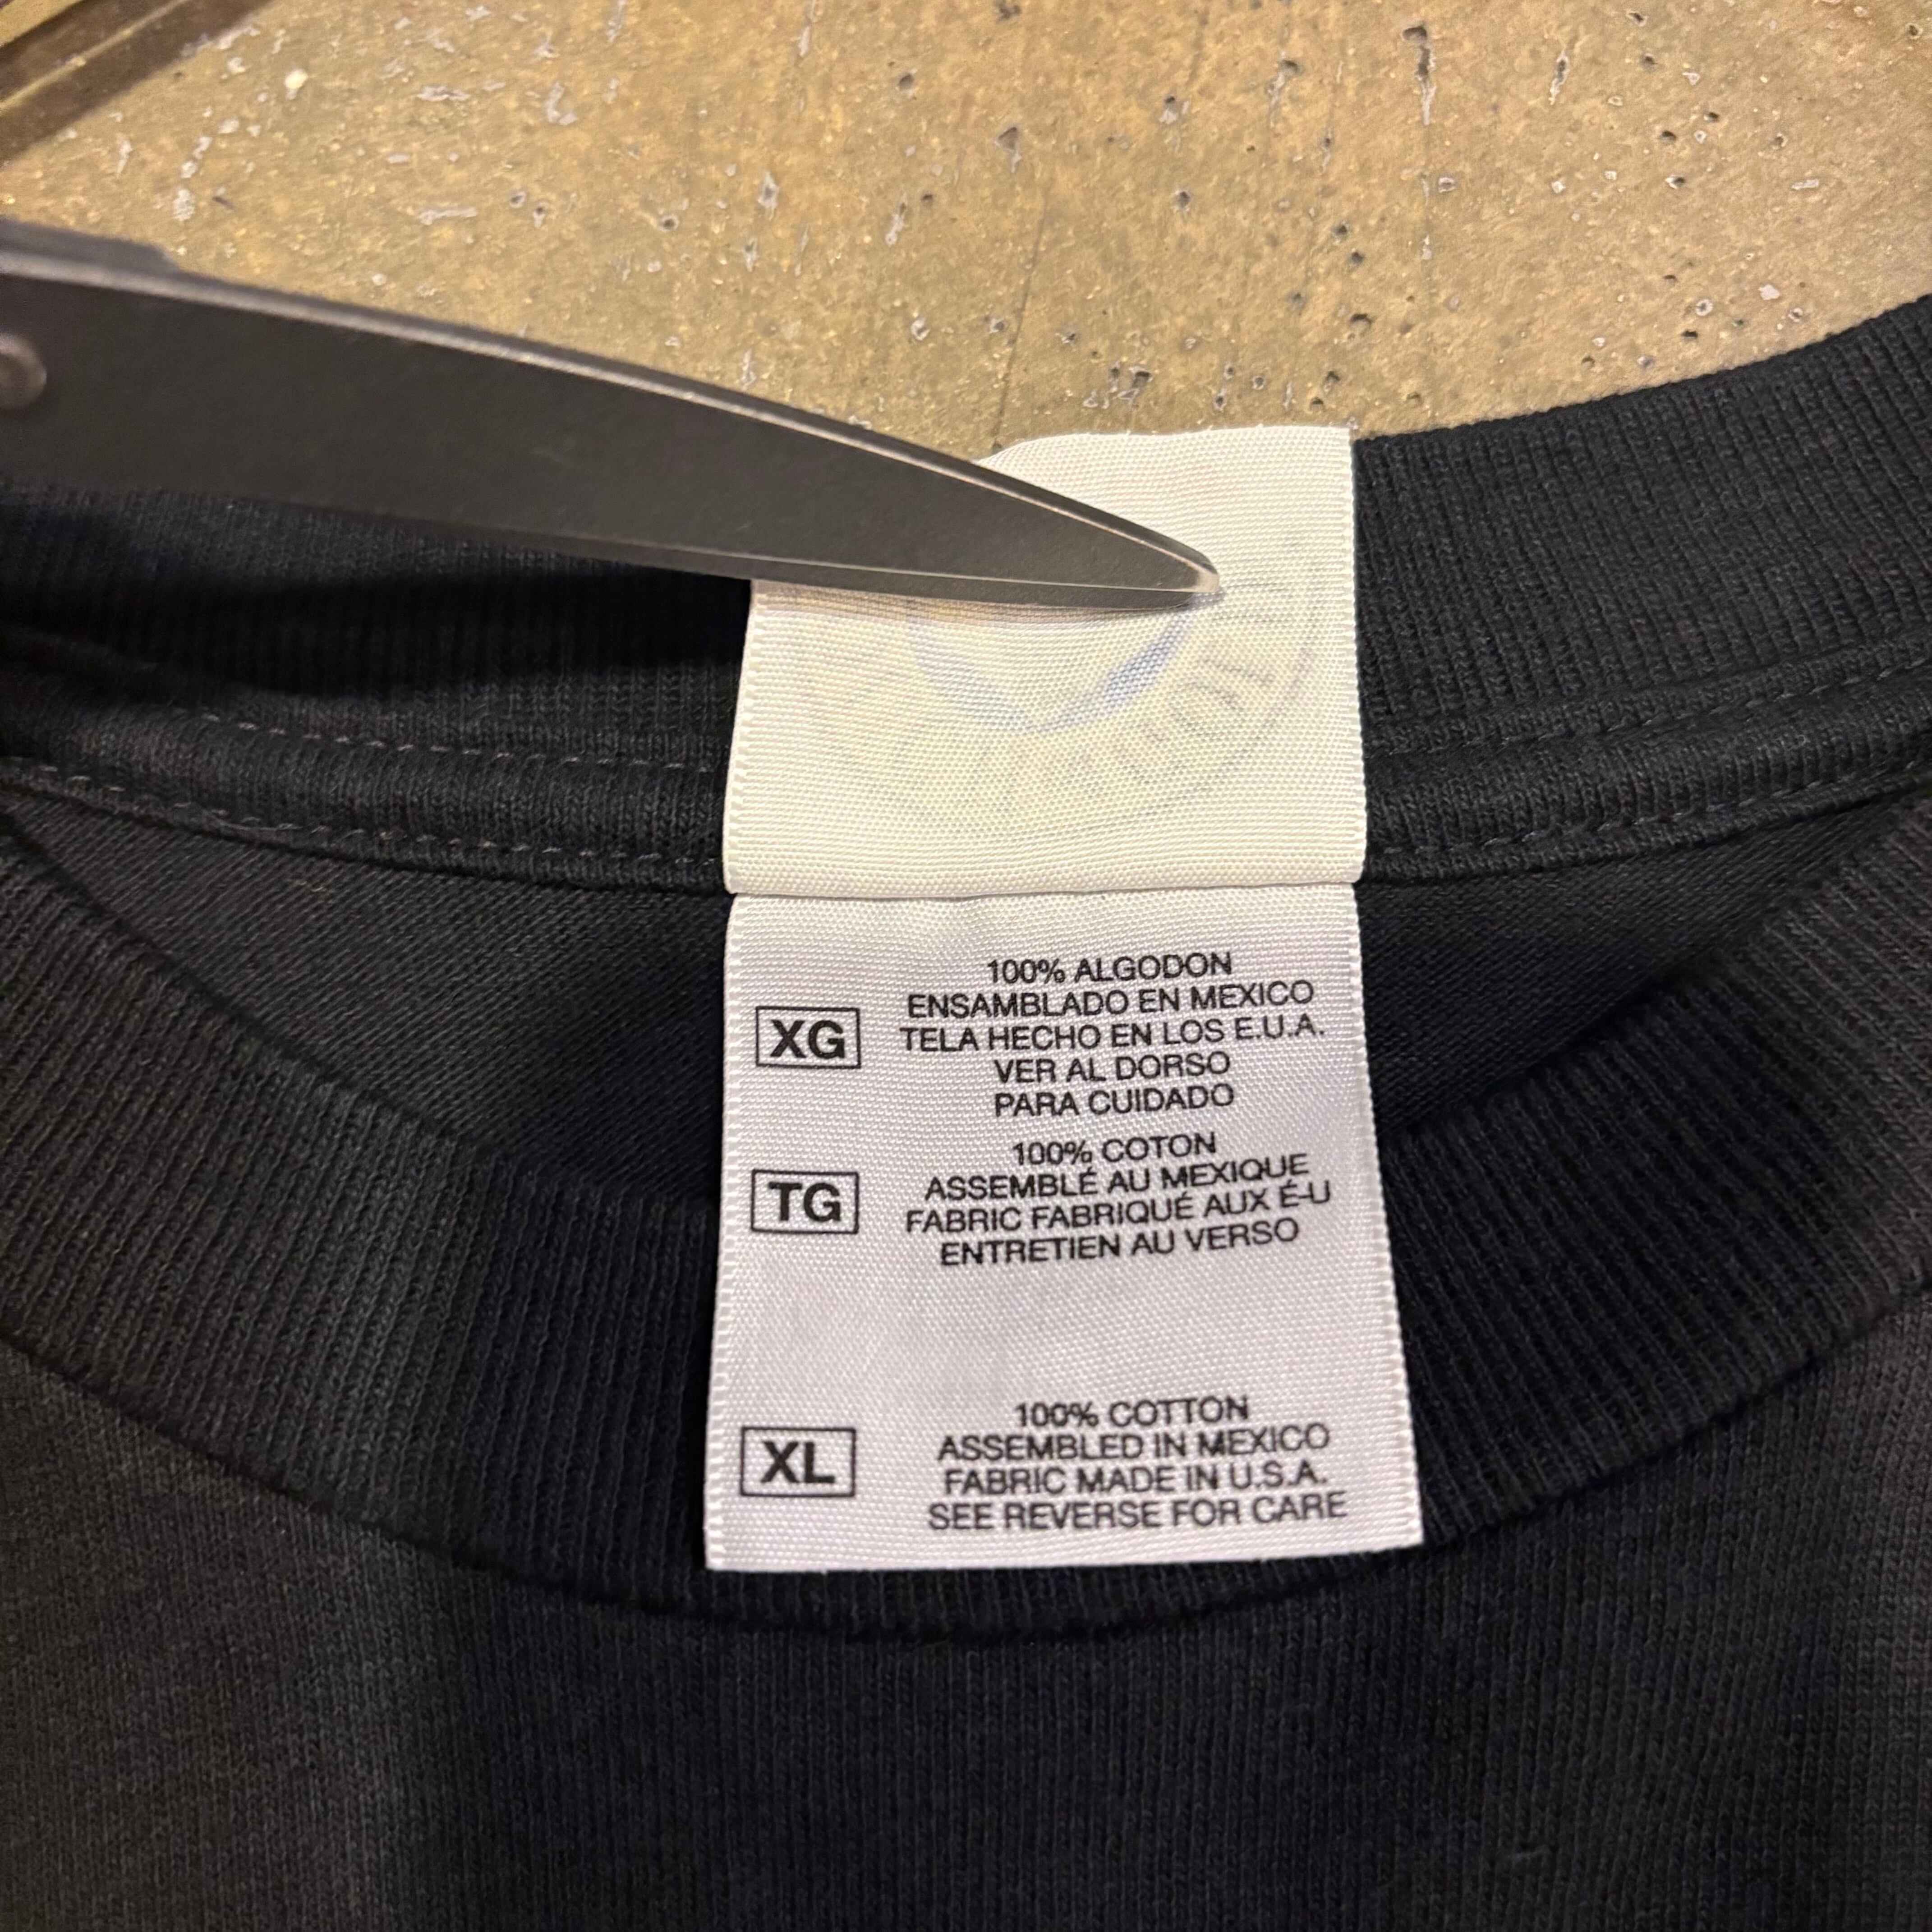 XG
100% ALGODON
ENSAMBLADO EN MEXICO
TELA HECHO EN LOS E.U.A.
VER AL DORSO
PARA CUIDADO
TG
100% COTON
ASSEMBLÉ AU MEXIQUE
FABRIC FABRIQUÉ AUX É-U
ENTRETIEN AU VERSO
XL
100% COTTON
ASSEMBLED IN MEXICO
FABRIC MADE IN U.S.A.
SEE REVERSE FOR CARE